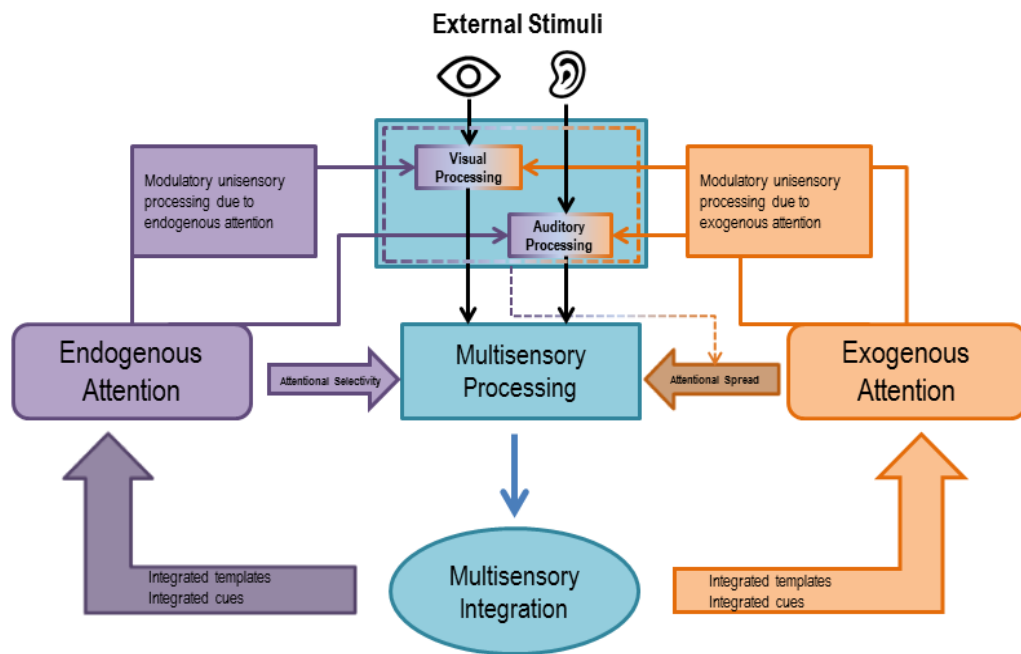 External Stimuli
Visual
Processing
Auditory
Processing
Modulatory unisensory
processing due to
endogenous attention
Modulatory unisensory
processing due to
exogenous attention
Endogenous
Attention
Attentional Selectivity
Multisensory
Processing
Attentional Spread
Exogenous
Attention
Integrated templates
Integrated cues
Multisensory
Integration
Integrated templates
Integrated cues